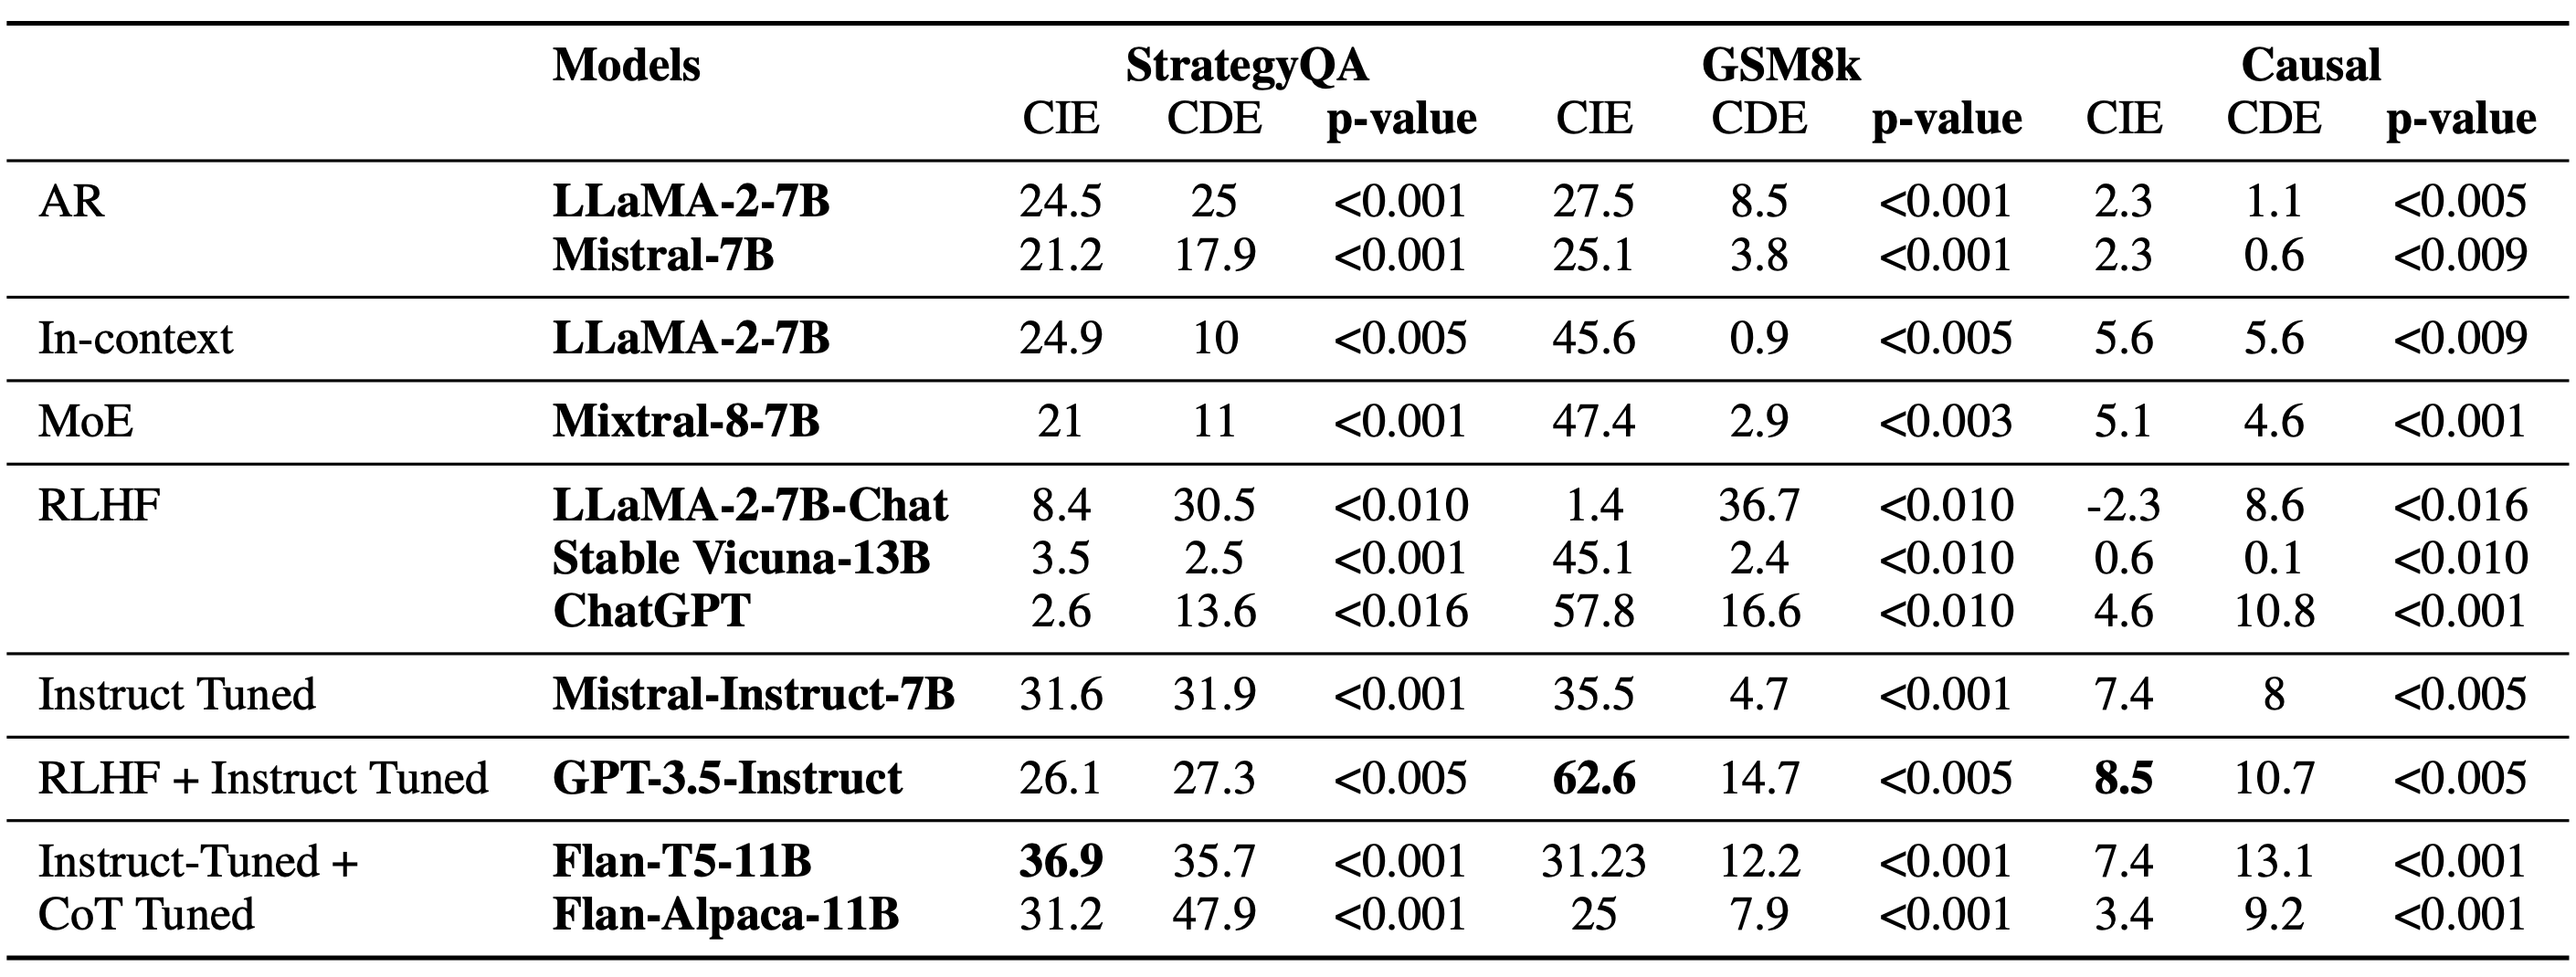 Models StrategyQA GSM8k Causal
CIE CDE p-value CIE CDE p-value CIE CDE p-value
AR LLaMA-2-7B 24.5 25 <0.001 27.5 8.5 <0.001 2.3 1.1 <0.005
Mistral-7B 21.2 17.9 <0.001 25.1 3.8 <0.001 2.3 0.6 <0.009
In-context LLaMA-2-7B 24.9 10 <0.005 45.6 0.9 <0.005 5.6 5.6 <0.009
MoE Mixtral-8-7B 21 11 <0.001 47.4 2.9 <0.003 5.1 4.6 <0.001
RLHF LLaMA-2-7B-Chat 8.4 30.5 <0.010 1.4 36.7 <0.010 -2.3 8.6 <0.016
Stable Vicuna-13B 3.5 2.5 <0.001 45.1 2.4 <0.010 0.6 0.1 <0.010
ChatGPT 2.6 13.6 <0.016 57.8 16.6 <0.010 4.6 10.8 <0.001
Instruct Tuned Mistral-Instruct-7B 31.6 31.9 <0.001 35.5 4.7 <0.001 7.4 8 <0.005
RLHF + Instruct Tuned GPT-3.5-Instruct 26.1 27.3 <0.005 62.6 14.7 <0.005 8.5 10.7 <0.005
Instruct-Tuned + Flan-T5-11B 36.9 35.7 <0.001 31.23 12.2 <0.001 7.4 13.1 <0.001
CoT Tuned Flan-Alpaca-11B 31.2 47.9 <0.001 25 7.9 <0.001 3.4 9.2 <0.001